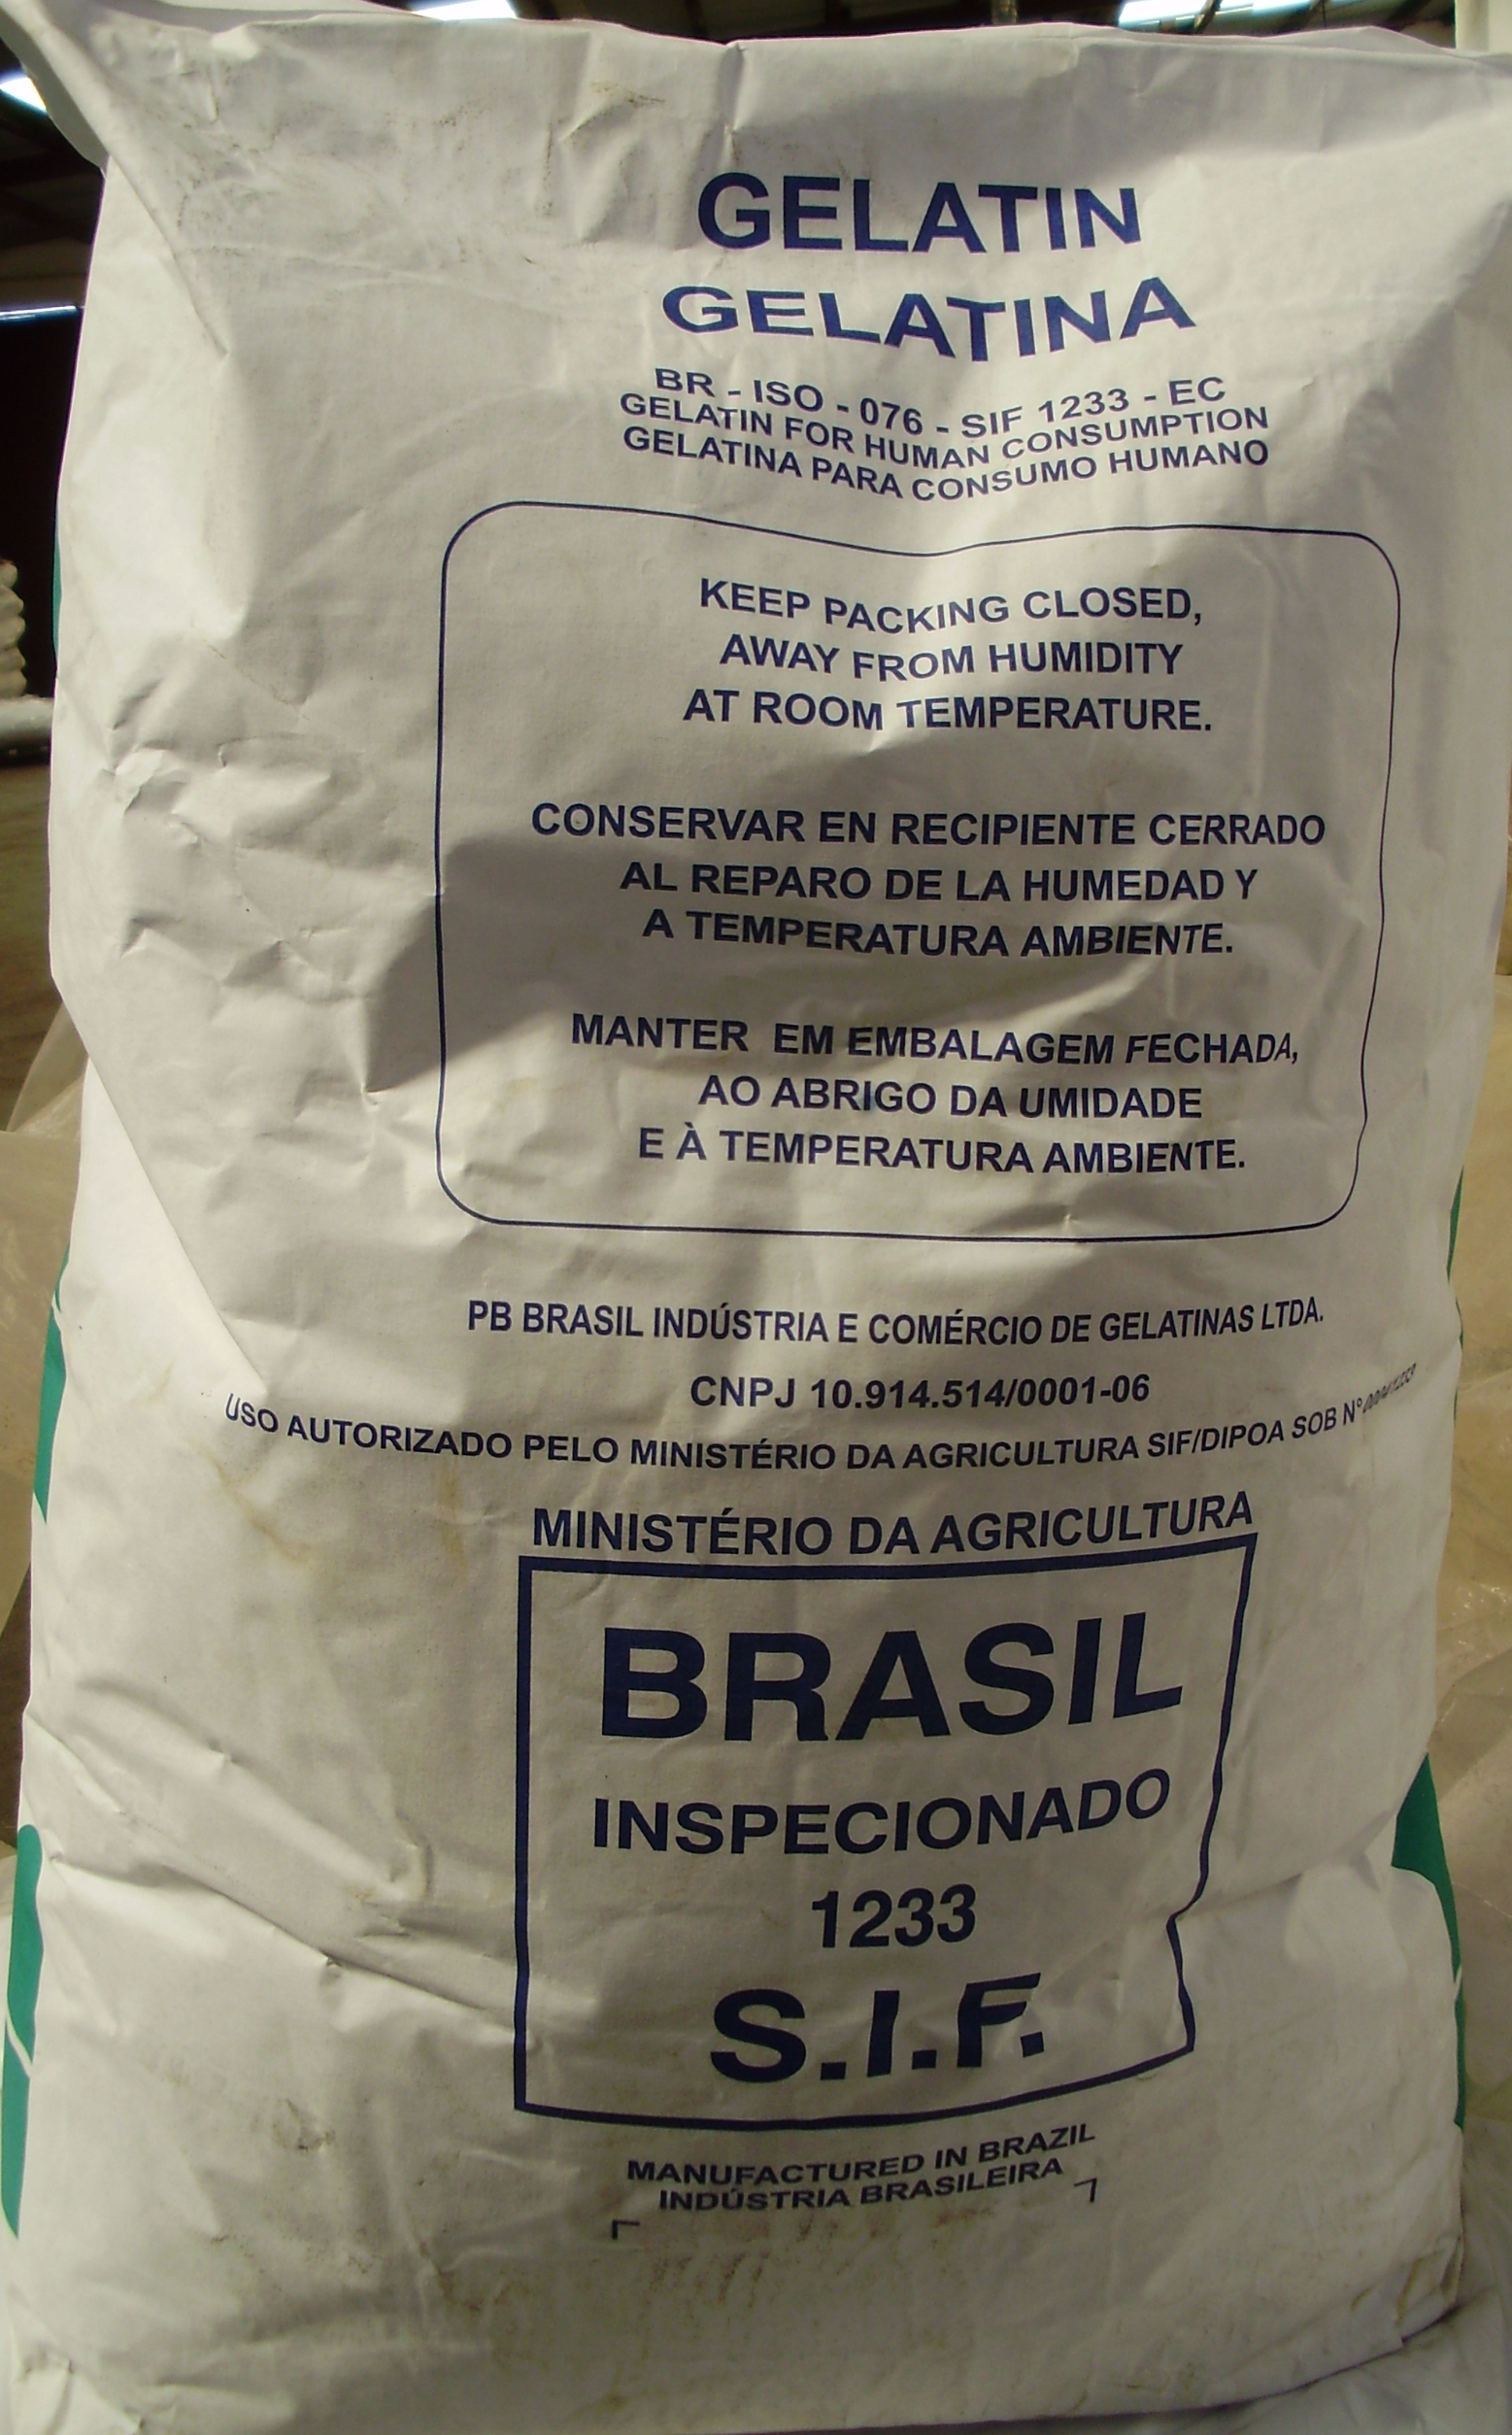 GELATIN
GELATINA
BR - ISO - 076 - SIF 1233 - EC
GELATIN FOR HUMAN CONSUMPTION
GELATINA PARA CONSUMO HUMANO
KEEP PACKING CLOSED,
AWAY FROM HUMIDITY
AT ROOM TEMPERATURE.
CONSERVAR EN RECIPIENTE CERRADO
AL REPARO DE LA HUMEDAD Y
A TEMPERATURA AMBIENTE.
MANTER EM EMBALAGEM FECHADA,
AO ABRIGO DA UMIDADE
E À TEMPERATURA AMBIENTE.
PB BRASIL INDÚSTRIA E COMÉRCIO DE GELATINAS LTDA.
CNPJ 10.914.514/0001-06
USO AUTORIZADO PELO MINISTÉRIO DA AGRICULTURA SIF/DIPOA SOB Nº
MINISTÉRIO DA AGRICULTURA
BRASIL
INSPECIONADO
1233
S.I.F.
MANUFACTURED IN BRAZIL
INDÚSTRIA BRASILEIRA